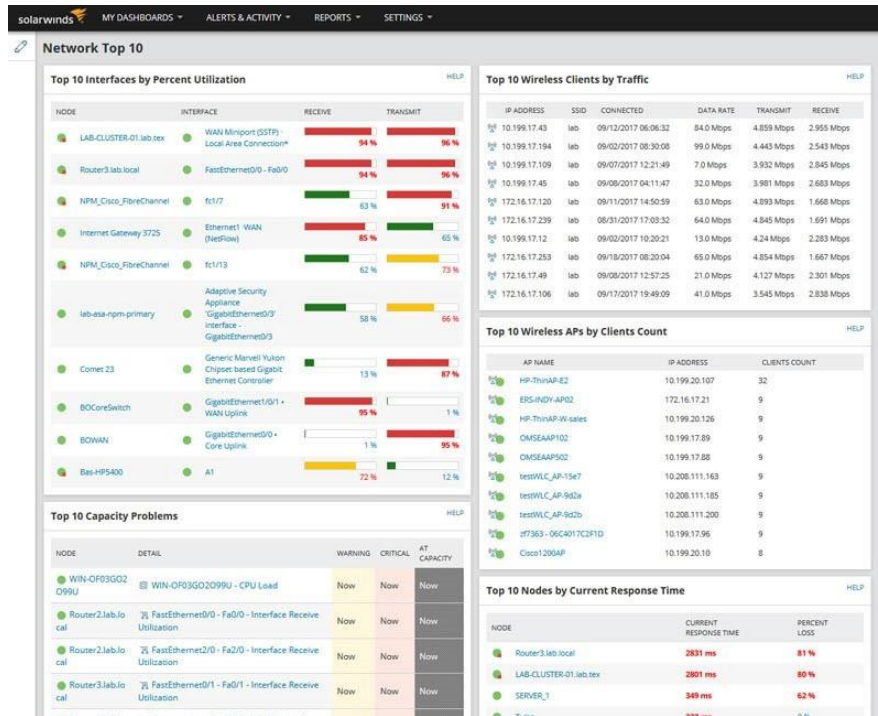 solarwinds MY DASHBOARDS ALERTS & ACTIVITY REPORTS SETTINGS
Network Top 10
Top 10 Interfaces by Percent Utilization HELP
NODE INTERFACE RECEIVE TRANSMIT
LAB-CLUSTER-01.lab.tex WAN Miniport (SSTP) - Local Area Connection* 94 % 96 %
Router3.lab.local FastEthernet0/0 - Fa0/0 94 % 96 %
NPM_Cisco_FibreChannel fc1/7 63 % 91 %
Internet Gateway 3725 Ethernet1 -WAN (NetFlow) 85 % 65 %
NPM_Cisco_FibreChannel fc1/13 62 % 73 %
lab-asa-npm-primary Adaptive Security Appliance 'GigabitEthernet0/3' interface - GigabitEthernet0/3 58 % 66 %
Comet 23 Generic Marvell Yukon Chipset based Gigabit Ethernet Controller 13 % 87 %
BOCoreSwitch GigabitEthernet1/0/1 • WAN Uplink 95 % 1 %
BOWAN GigabitEthernet0/0 • Core Uplink 1 % 95 %
Bas-HP5400 A1 72 % 12 %
Top 10 Capacity Problems HELP
NODE DETAIL WARNING CRITICAL AT CAPACITY
WIN-OF03GO2O99U WIN-OF03GO2O99U - CPU Load Now Now Now
Router2.lab.local FastEthernet0/0 - Fa0/0 - Interface Receive Utilization Now Now Now
Router2.lab.local FastEthernet2/0 - Fa2/0 - Interface Receive Utilization Now Now Now
Router3.lab.local FastEthernet0/1 - Fa0/1 - Interface Receive Utilization Now Now Now
Top 10 Wireless Clients by Traffic HELP
IP ADDRESS SSID CONNECTED DATA RATE TRANSMIT RECEIVE
10.199.17.43 lab 09/12/2017 06:06:32 84.0 Mbps 4.859 Mbps 2.955 Mbps
10.199.17.194 lab 09/02/2017 08:30:08 99.0 Mbps 4.443 Mbps 2.543 Mbps
10.199.17.109 lab 09/07/2017 12:21:49 7.0 Mbps 3.932 Mbps 2.845 Mbps
10.199.17.45 lab 09/08/2017 04:11:47 32.0 Mbps 3.981 Mbps 2.683 Mbps
172.16.17.120 lab 09/11/2017 14:50:59 63.0 Mbps 4.893 Mbps 1.668 Mbps
172.16.17.239 lab 08/31/2017 17:03:32 64.0 Mbps 4.845 Mbps 1.691 Mbps
10.199.17.12 lab 09/02/2017 10:20:21 13.0 Mbps 4.24 Mbps 2.283 Mbps
172.16.17.253 lab 09/18/2017 08:20:04 65.0 Mbps 4.854 Mbps 1.667 Mbps
172.16.17.49 lab 09/08/2017 12:57:25 21.0 Mbps 4.127 Mbps 2.301 Mbps
172.16.17.106 lab 09/17/2017 19:49:09 41.0 Mbps 3.545 Mbps 2.838 Mbps
Top 10 Wireless APs by Clients Count HELP
AP NAME IP ADDRESS CLIENTS COUNT
HP-ThinAP-E2 10.199.20.107 32
ERS-INDY-AP02 172.16.17.21 9
HP-ThinAP-W-sales 10.199.20.126 9
OMSEAAP102 10.199.17.89 9
OMSEAAP502 10.199.17.88 9
testWLC_AP-15e7 10.208.111.163 9
testWLC_AP-9d2a 10.208.111.185 9
testWLC_AP-9d2b 10.208.111.200 9
zf7363 - 06C4017C2F1D 10.199.17.96 9
Cisco1200AP 10.199.20.10 8
Top 10 Nodes by Current Response Time HELP
NODE CURRENT RESPONSE TIME PERCENT LOSS
Router3.lab.local 2831 ms 81 %
LAB-CLUSTER-01.lab.tex 2801 ms 80 %
SERVER_1 349 ms 62 %